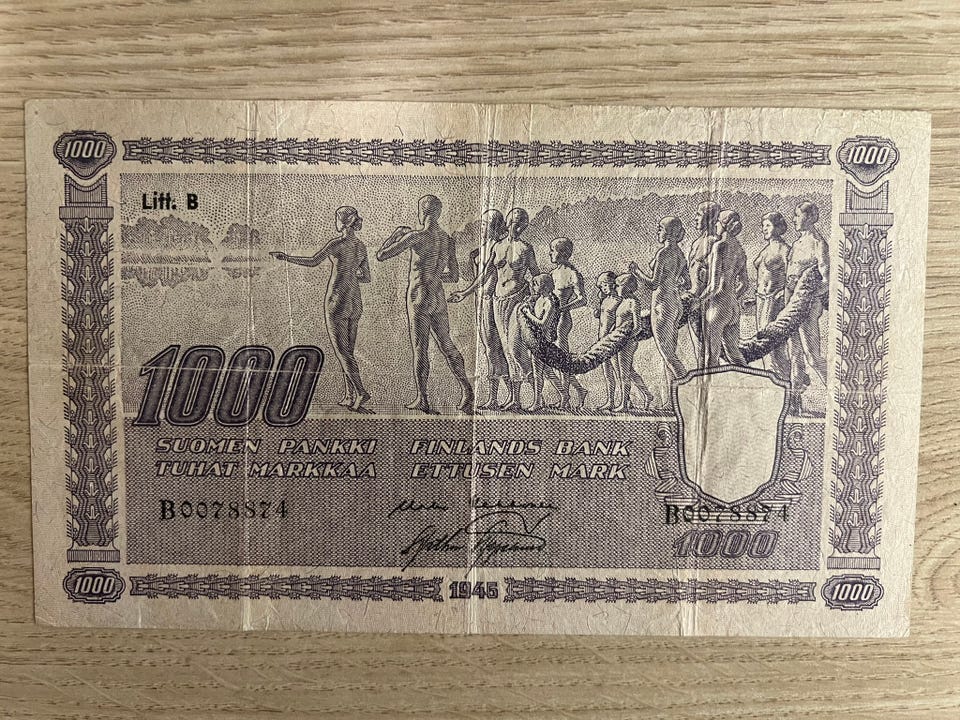 1000 1000
Litt. B
1000
SUOMEN PANKKI FINLANDS BANK
TUHAT MARKKAA ETTUSEN MARK
B0078874 B0078874
1000
1000 1945 1000